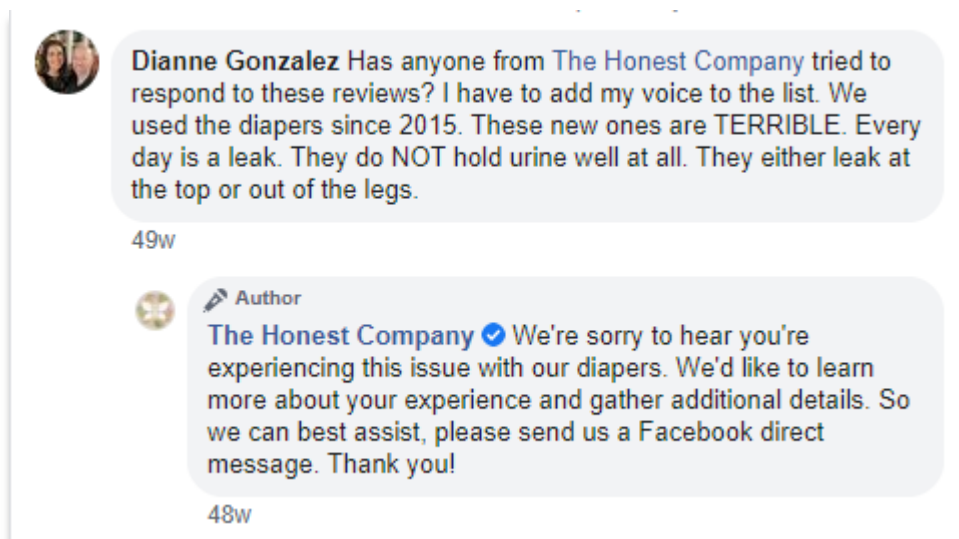 Dianne Gonzalez Has anyone from The Honest Company tried to
respond to these reviews? I have to add my voice to the list. We
used the diapers since 2015. These new ones are TERRIBLE. Every
day is a leak. They do NOT hold urine well at all. They either leak at
the top or out of the legs.
49w
Author
The Honest Company We're sorry to hear you're
experiencing this issue with our diapers. We'd like to learn
more about your experience and gather additional details. So
we can best assist, please send us a Facebook direct
message. Thank you!
48w